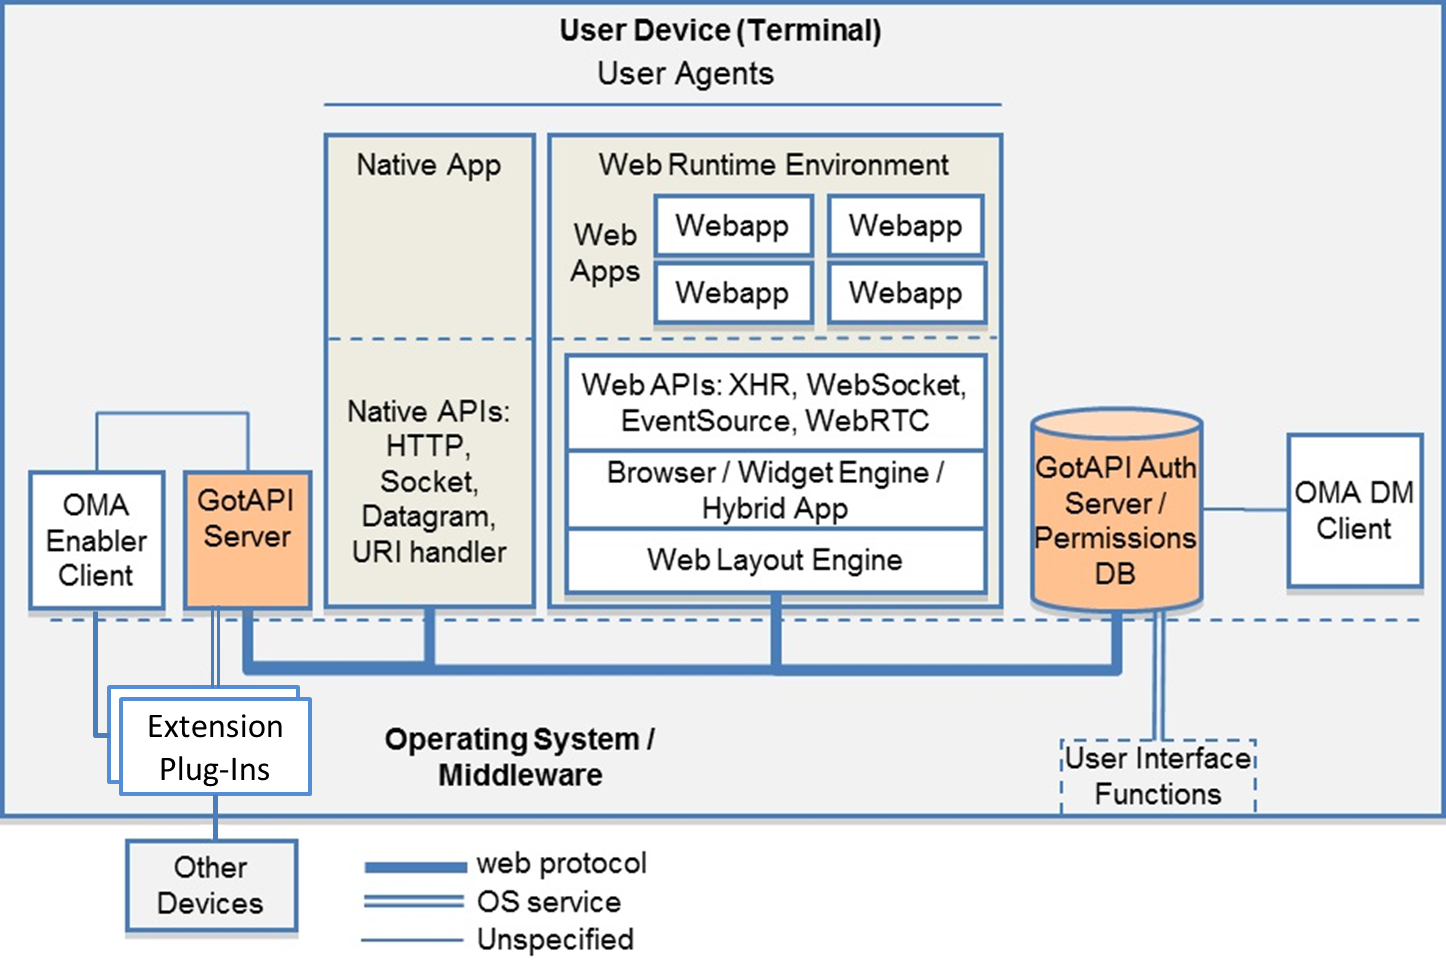 User Device (Terminal)
User Agents
Native App
Web Runtime Environment
Web
Apps
Webapp
Webapp
Webapp
Webapp
Native APIs:
HTTP,
Socket,
Datagram,
URI handler
Web APIs: XHR, WebSocket,
EventSource, WebRTC
Browser / Widget Engine /
Hybrid App
Web Layout Engine
OMA
Enabler
Client
GotAPI
Server
GotAPI Auth
Server /
Permissions
DB
OMA DM
Client
Extension
Plug-Ins
Operating System /
Middleware
User Interface
Functions
Other
Devices
web protocol
OS service
Unspecified